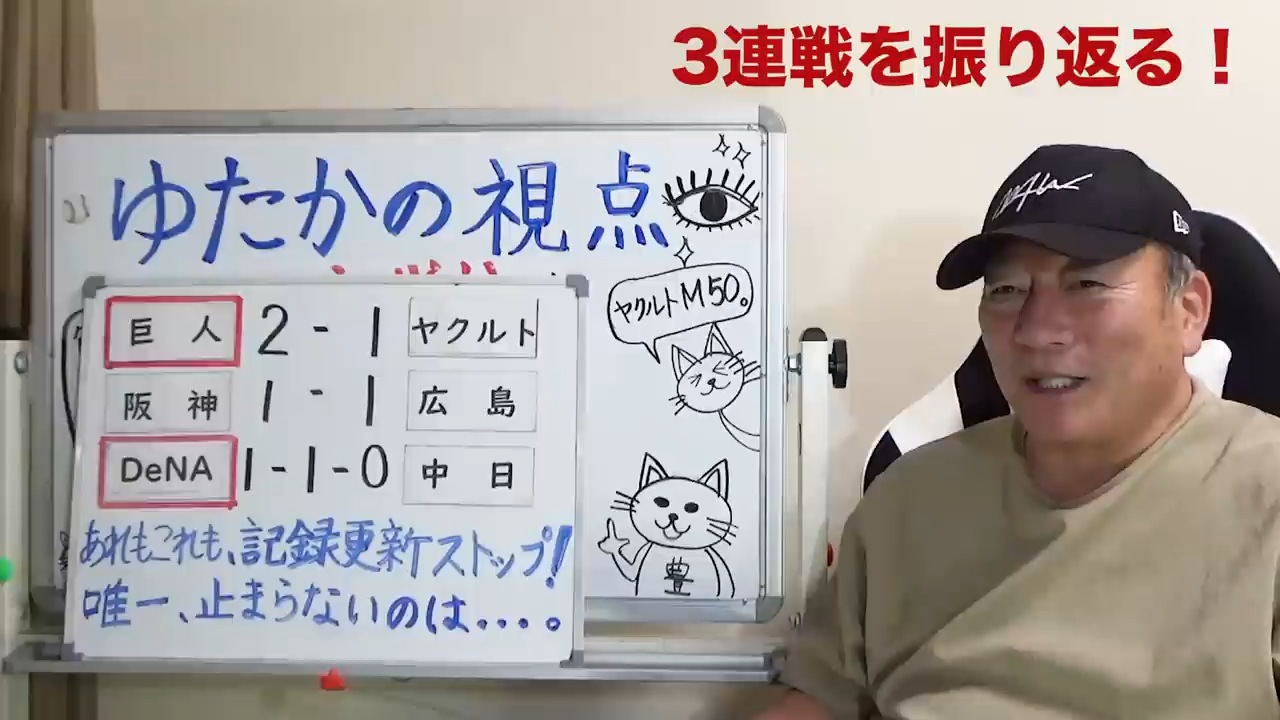 3連戦を振り返る！
ゆたかの視点
ヤクルトM50。
巨人 2-1 ヤクルト
阪神 1-1 広島
DeNA 1-1-0 中日
あれもこれも、記録更新ストップ!
唯一、止まらないのは...。
豊